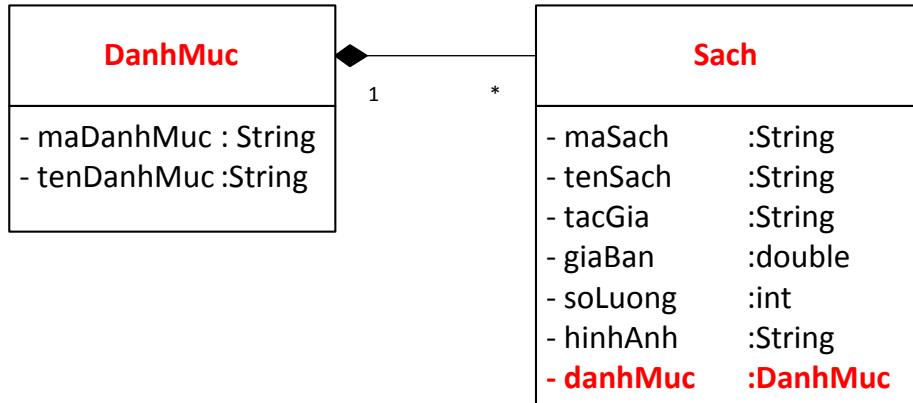 DanhMuc
- maDanhMuc : String
- tenDanhMuc :String
1
*
Sach
- maSach :String
- tenSach :String
- tacGia :String
- giaBan :double
- soLuong :int
- hinhAnh :String
- danhMuc :DanhMuc